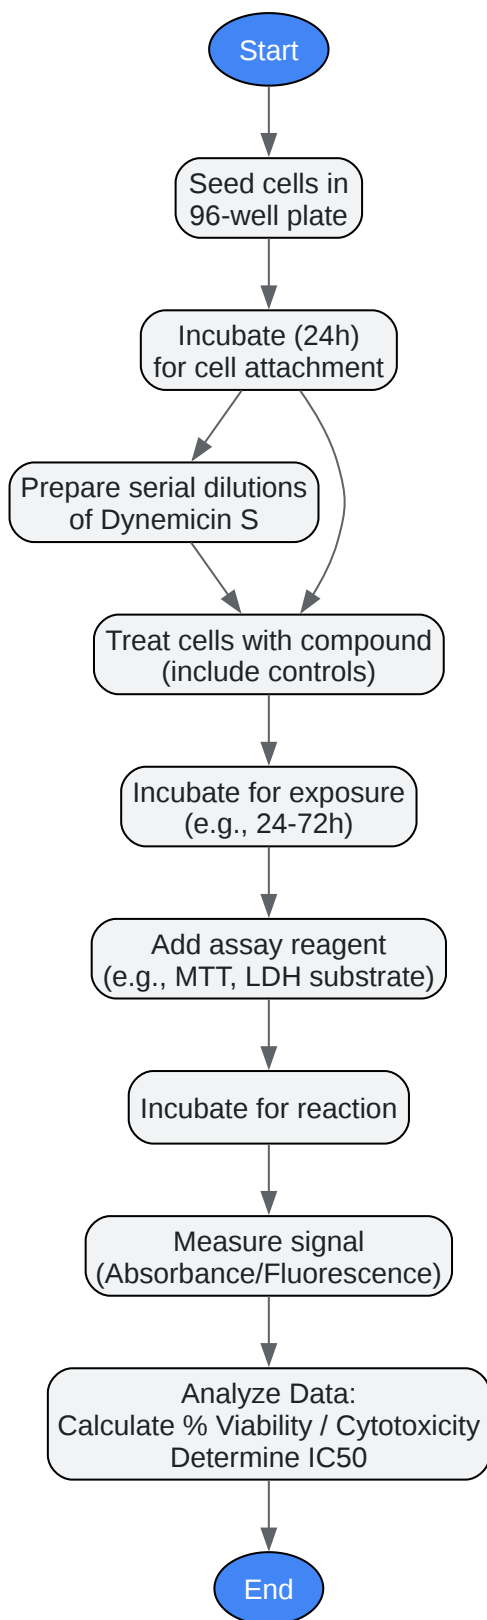 Start
Seed cells in
96-well plate
Incubate (24h)
for cell attachment
Prepare serial dilutions
of Dynemicin S
Treat cells with compound
(include controls)
Incubate for exposure
(e.g., 24-72h)
Add assay reagent
(e.g., MTT, LDH substrate)
Incubate for reaction
Measure signal
(Absorbance/Fluorescence)
Analyze Data:
Calculate % Viability / Cytotoxicity
Determine IC50
End